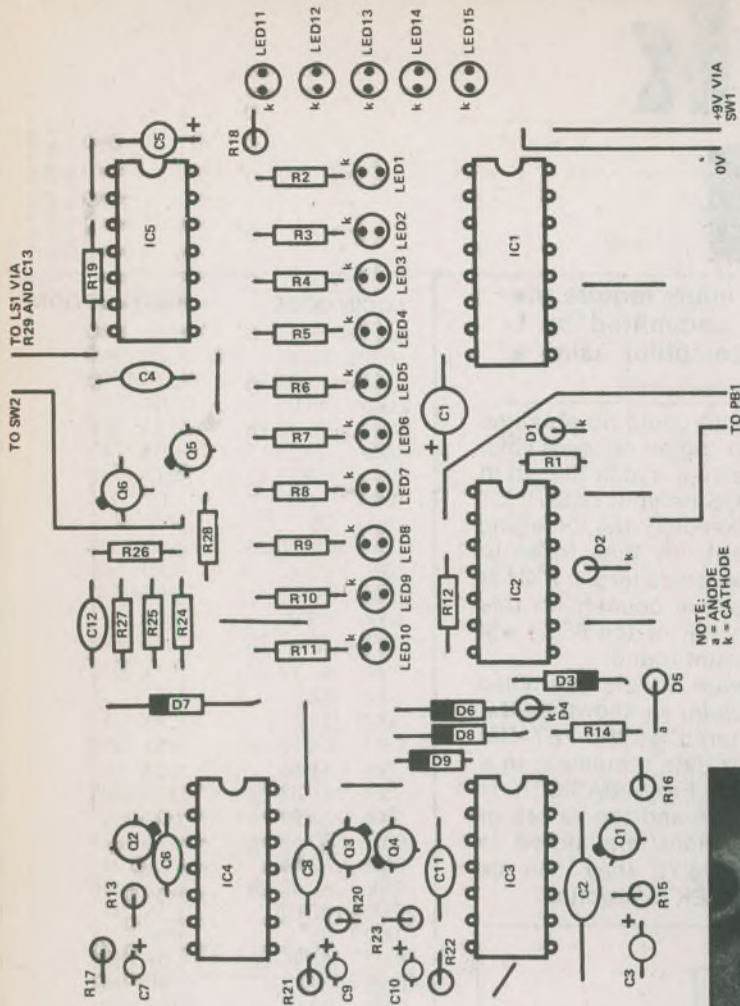 LED11
LED12
LED13
LED14
LED15
k
k
k
k
k
R18
C5
+
IC5
R19
TO LS1 VIA
R29 AND C13
TO SW2
C4
Q5
Q6
R28
R26
C12
R27
R25
R24
D7
R2
R3
R4
R5
R6
R7
R8
R9
R10
R11
k
k
k
k
k
k
k
k
k
k
LED1
LED2
LED3
LED4
LED5
LED6
LED7
LED8
LED9
LED10
+9V VIA
SW1
0V
IC1
C1
+
D1
k
R1
TO PB1
IC2
R12
D2
k
NOTE:
a = ANODE
k = CATHODE
D3
D6
D4
k
D8
D9
R14
D5
a
R16
Q2
C6
R13
R17
C7
+
IC4
C8
Q3
Q4
R20
R21
C9
+
C10
+
R23
R22
C11
IC3
Q1
C2
R15
C3
+